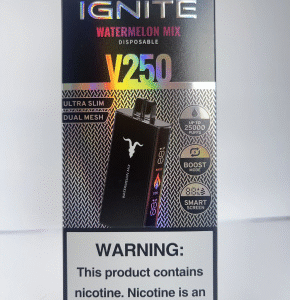 IGNITE
WATERMELON MIX
DISPOSABLE
V250
ULTRA SLIM
DUAL MESH
UP TO
25000
PUFFS
BOOST
MODE
SMART
SCREEN
WARNING:
This product contains
nicotine. Nicotine is an